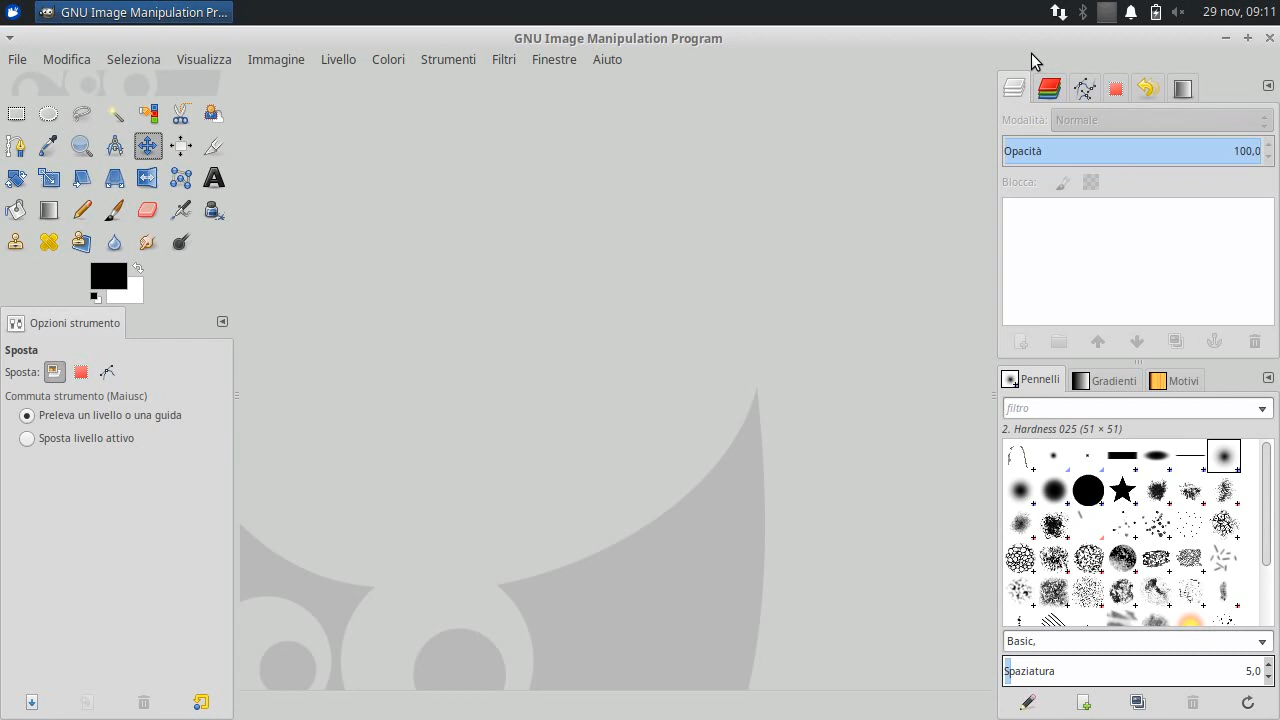 GNU Image Manipulation Pr...
29 nov, 09:11
GNU Image Manipulation Program
File Modifica Seleziona Visualizza Immagine Livello Colori Strumenti Filtri Finestre Aiuto
Modalità: Normale
Opacità 100,0
Blocca:
Opzioni strumento
Sposta
Sposta:
Commuta strumento (Maiusc)
Preleva un livello o una guida
Sposta livello attivo
Pennelli Gradienti Motivi
filtro
2. Hardness 025 (51 × 51)
Basic,
Spaziatura 5,0